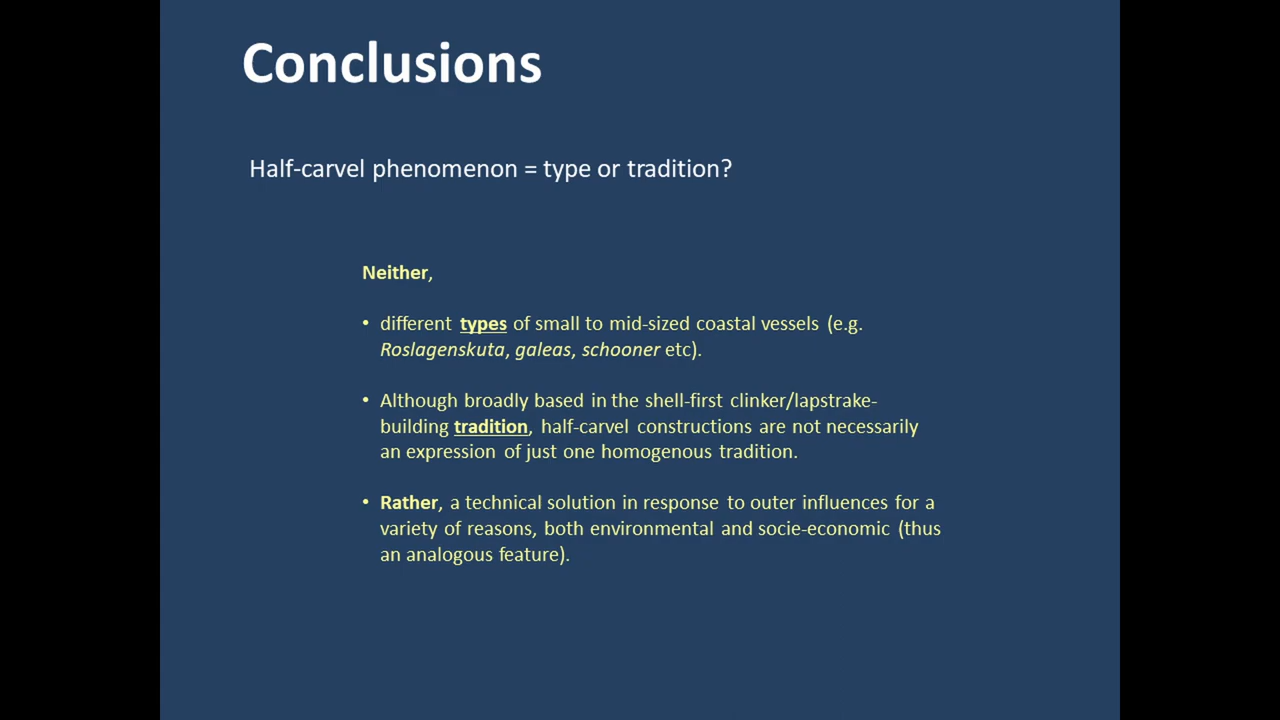 Conclusions
Half-carvel phenomenon = type or tradition?
Neither,
• different types of small to mid-sized coastal vessels (e.g.
Roslagenskuta, galeas, schooner etc).
• Although broadly based in the shell-first clinker/lapstrake-
building tradition, half-carvel constructions are not necessarily
an expression of just one homogenous tradition.
• Rather, a technical solution in response to outer influences for a
variety of reasons, both environmental and socie-economic (thus
an analogous feature).